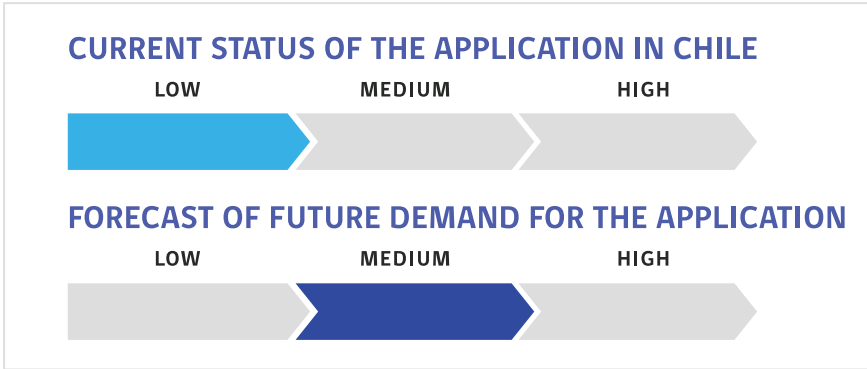 CURRENT STATUS OF THE APPLICATION IN CHILE
LOW MEDIUM HIGH
FORECAST OF FUTURE DEMAND FOR THE APPLICATION
LOW MEDIUM HIGH